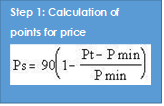 Step 1: Calculation of
points for price
Ps = 90(1- Pt- P min / P min)